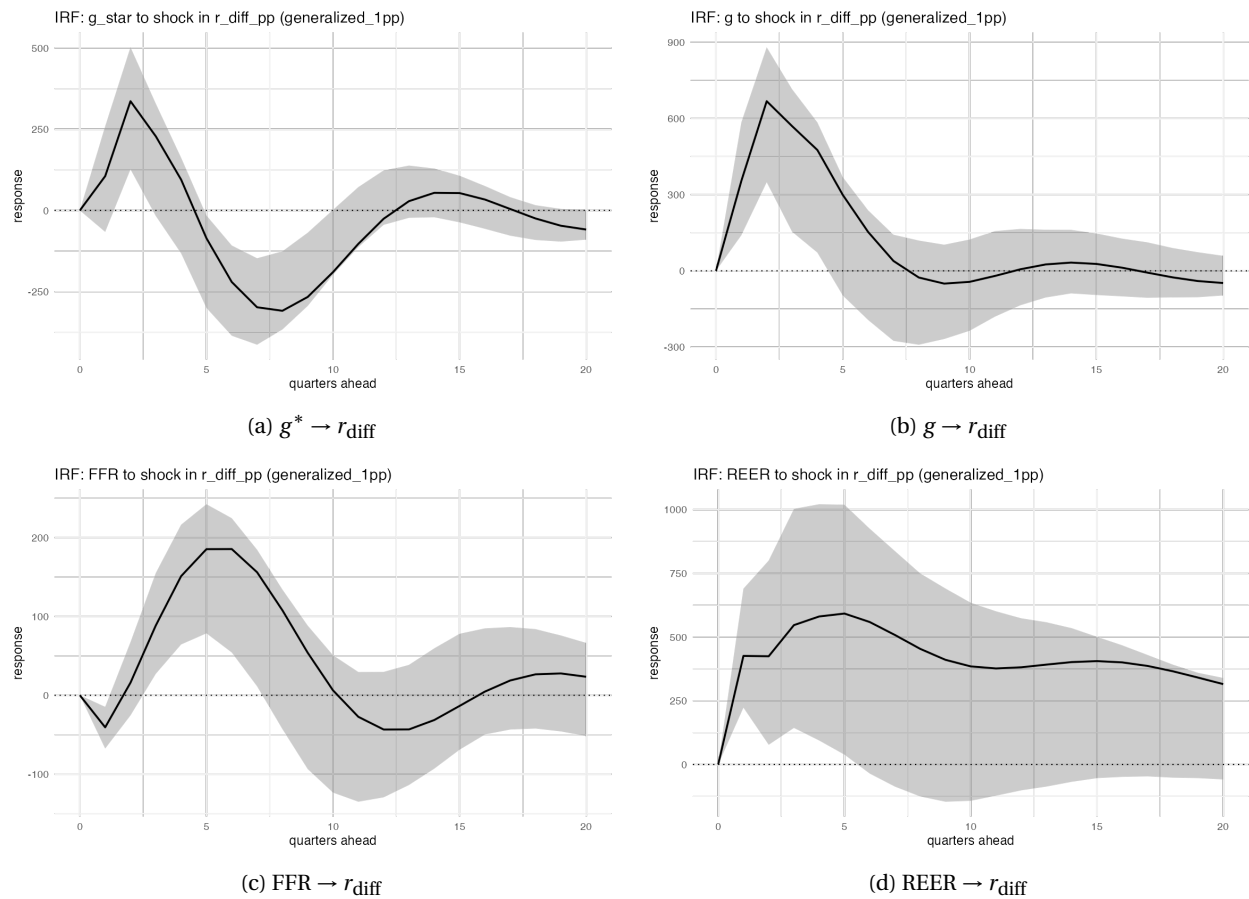 IRF: g_star to shock in r_diff_pp (generalized_1pp)
500
250
0
-250
response
0
5
10
15
20
quarters ahead
(a) g* → r_diff
IRF: g to shock in r_diff_pp (generalized_1pp)
900
600
300
0
-300
response
0
5
10
15
20
quarters ahead
(b) g → r_diff
IRF: FFR to shock in r_diff_pp (generalized_1pp)
200
100
0
-100
response
0
5
10
15
20
quarters ahead
(c) FFR → r_diff
IRF: REER to shock in r_diff_pp (generalized_1pp)
1000
750
500
250
0
response
0
5
10
15
20
quarters ahead
(d) REER → r_diff